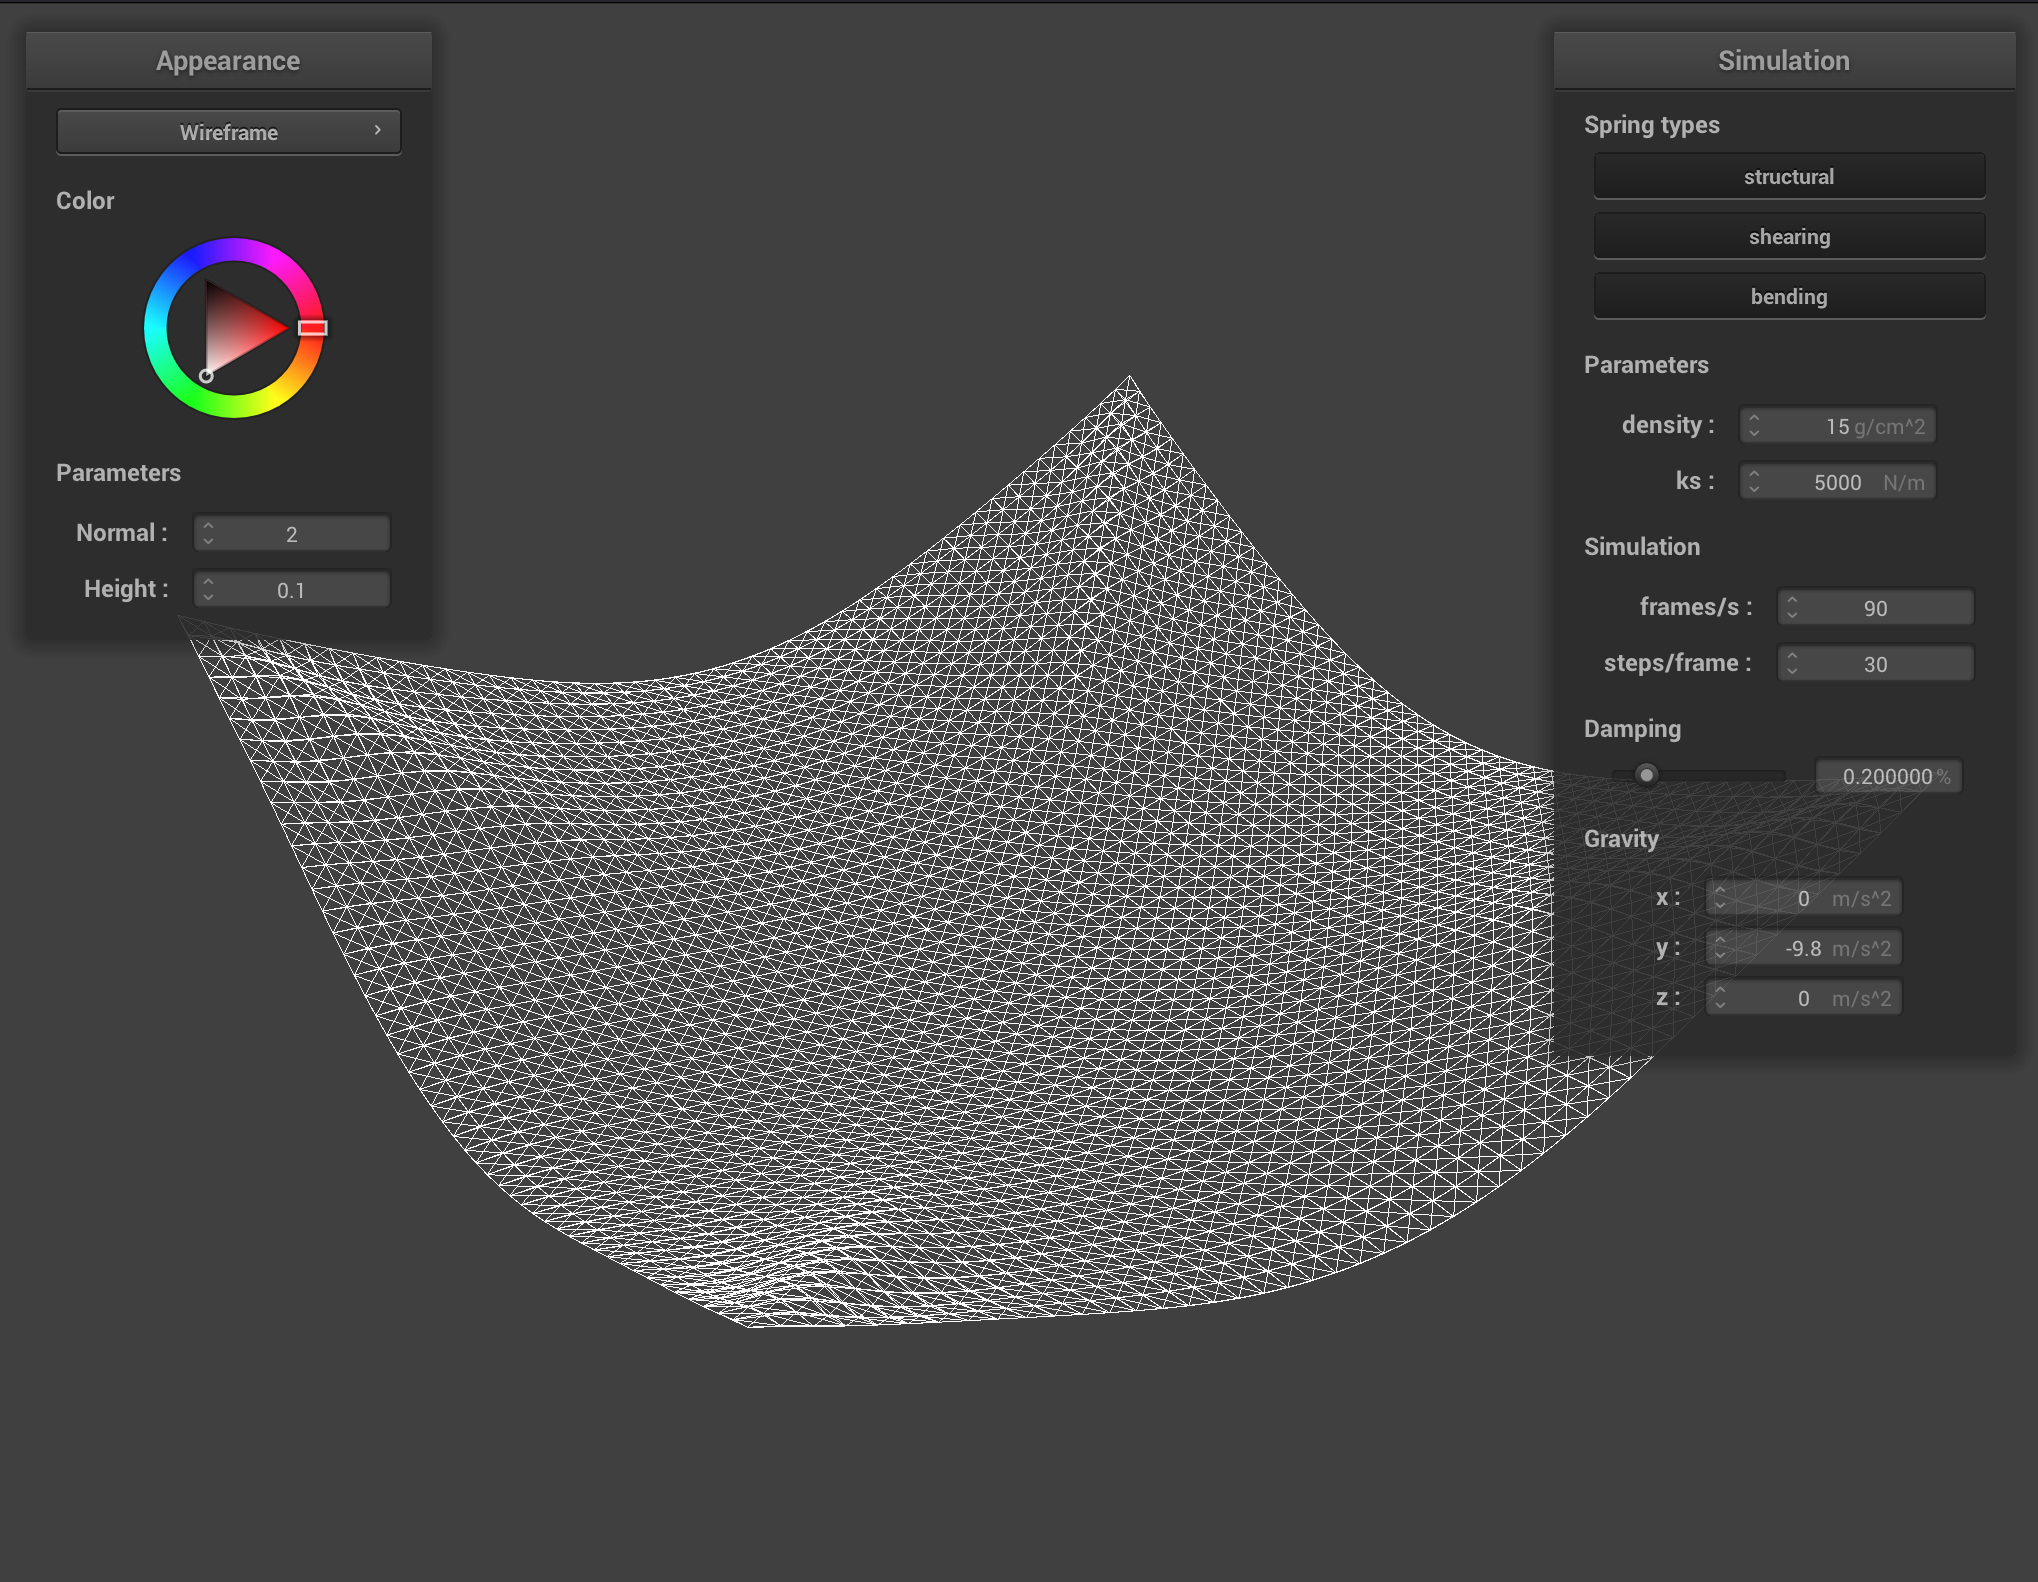 Appearance
Wireframe
Color
Parameters
Normal : 2
Height : 0.1
Simulation
Spring types
structural
shearing
bending
Parameters
density : 15 g/cm^2
ks : 5000 N/m
Simulation
frames/s : 90
steps/frame : 30
Damping
0.200000 %
Gravity
x : 0 m/s^2
y : -9.8 m/s^2
z : 0 m/s^2